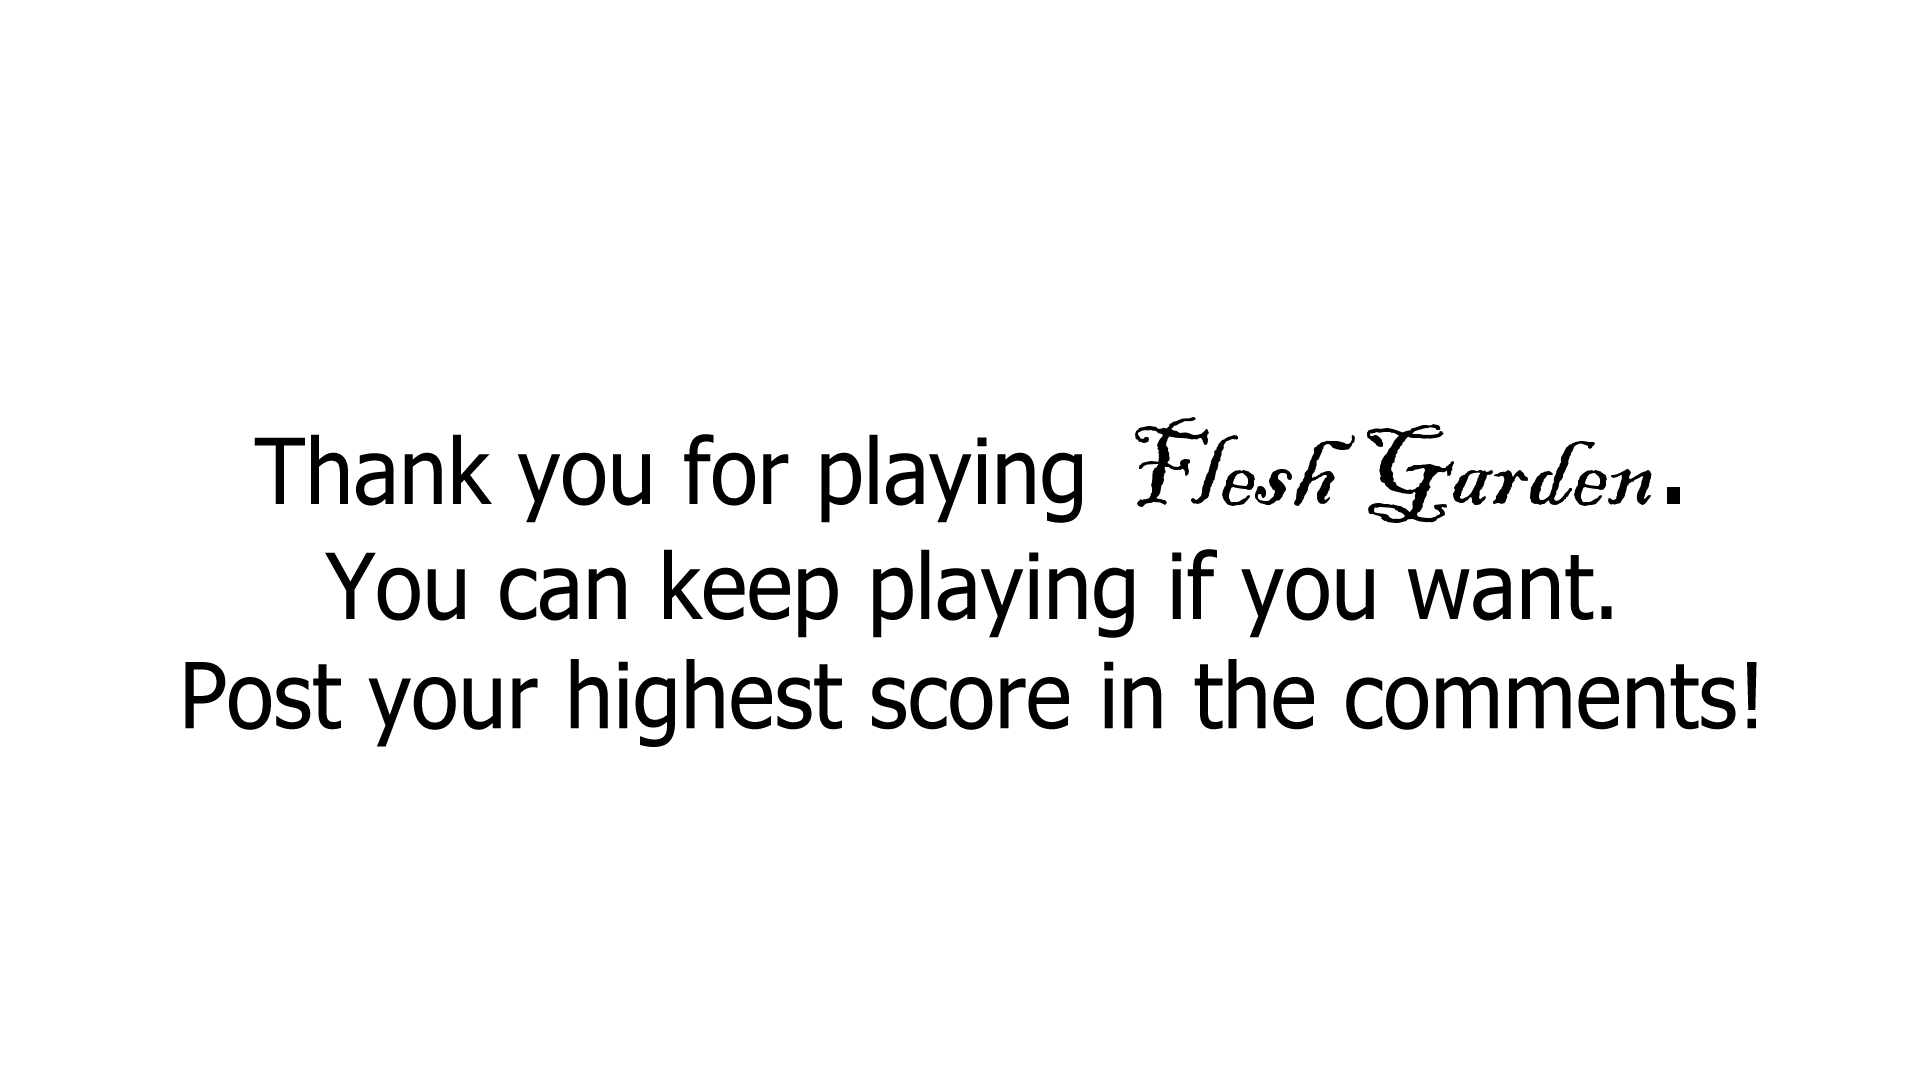 Thank you for playing Flesh Garden.
You can keep playing if you want.
Post your highest score in the comments!